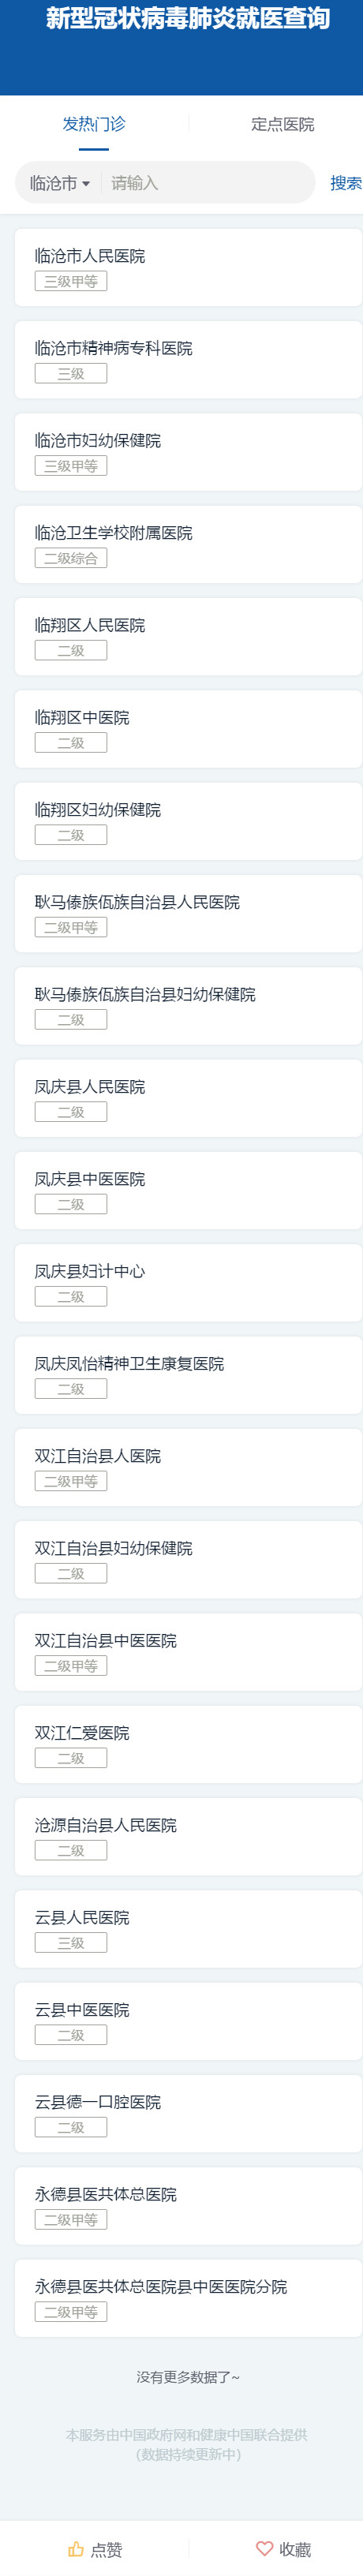 新型冠状病毒肺炎就医查询
发热门诊
定点医院
临沧市
请输入
搜索
临沧市人民医院
三级甲等
临沧市精神病专科医院
三级
临沧市妇幼保健院
三级甲等
临沧卫生学校附属医院
二级综合
临翔区人民医院
二级
临翔区中医院
二级
临翔区妇幼保健院
二级
耿马傣族佤族自治县人民医院
二级甲等
耿马傣族佤族自治县妇幼保健院
二级
凤庆县人民医院
二级
凤庆县中医医院
二级
凤庆县妇计中心
二级
凤庆凤怡精神卫生康复医院
二级
双江自治县人医院
二级甲等
双江自治县妇幼保健院
二级
双江自治县中医医院
二级甲等
双江仁爱医院
二级
沧源自治县人民医院
二级
云县人民医院
三级
云县中医医院
二级
云县德一口腔医院
二级
永德县医共体总医院
二级甲等
永德县医共体总医院县中医医院分院
二级甲等
没有更多数据了~
本服务由中国政府网和健康中国联合提供
（数据持续更新中）
点赞
收藏